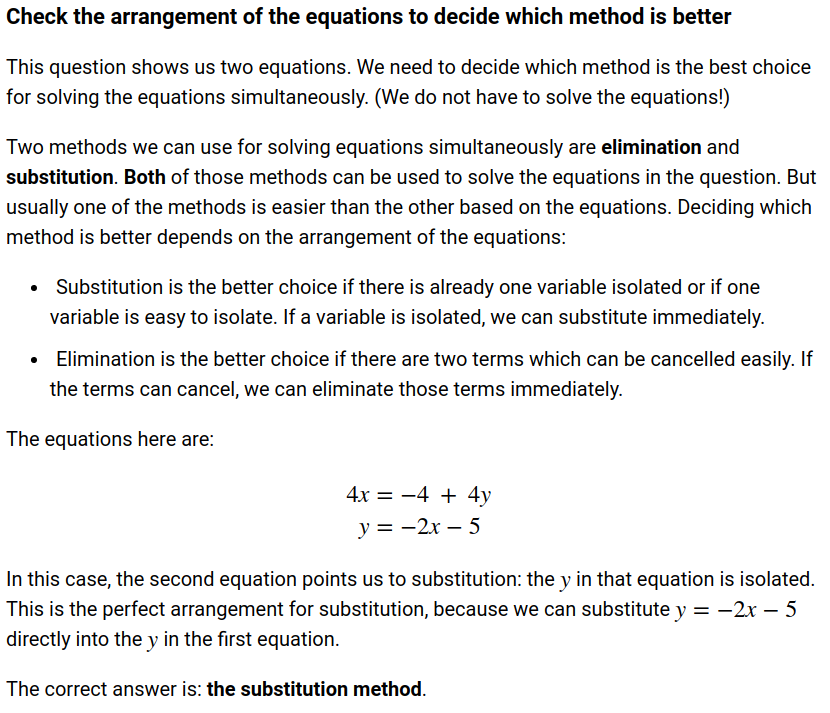 Check the arrangement of the equations to decide which method is better
This question shows us two equations. We need to decide which method is the best choice
for solving the equations simultaneously. (We do not have to solve the equations!)
Two methods we can use for solving equations simultaneously are elimination and
substitution. Both of those methods can be used to solve the equations in the question. But
usually one of the methods is easier than the other based on the equations. Deciding which
method is better depends on the arrangement of the equations:
• Substitution is the better choice if there is already one variable isolated or if one
variable is easy to isolate. If a variable is isolated, we can substitute immediately.
• Elimination is the better choice if there are two terms which can be cancelled easily. If
the terms can cancel, we can eliminate those terms immediately.
The equations here are:
4x = −4 + 4y
y = −2x − 5
In this case, the second equation points us to substitution: the y in that equation is isolated.
This is the perfect arrangement for substitution, because we can substitute y = −2x − 5
directly into the y in the first equation.
The correct answer is: the substitution method.